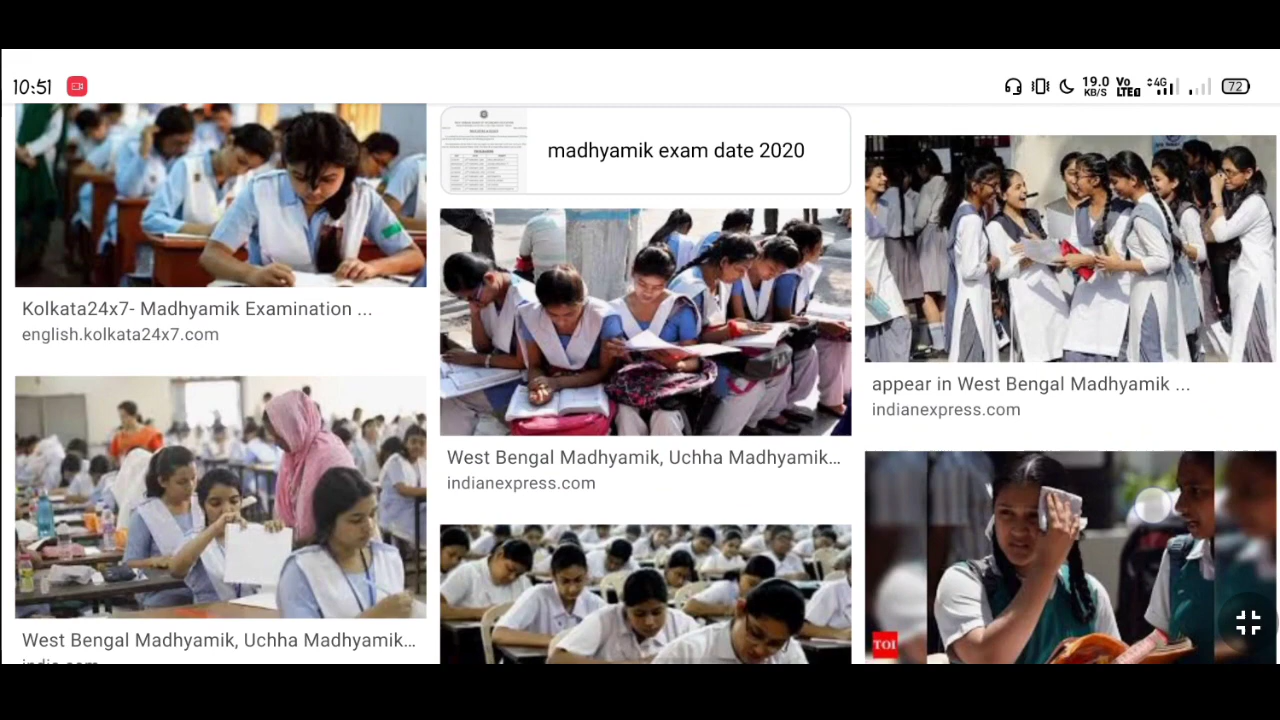 10:51
19.0
KB/S
Vo
LTE
4G
72
madhyamik exam date 2020
Kolkata24x7- Madhyamik Examination ...
english.kolkata24x7.com
West Bengal Madhyamik, Uchha Madhyamik...
indianexpress.com
appear in West Bengal Madhyamik ...
indianexpress.com
West Bengal Madhyamik, Uchha Madhyamik...
TOI